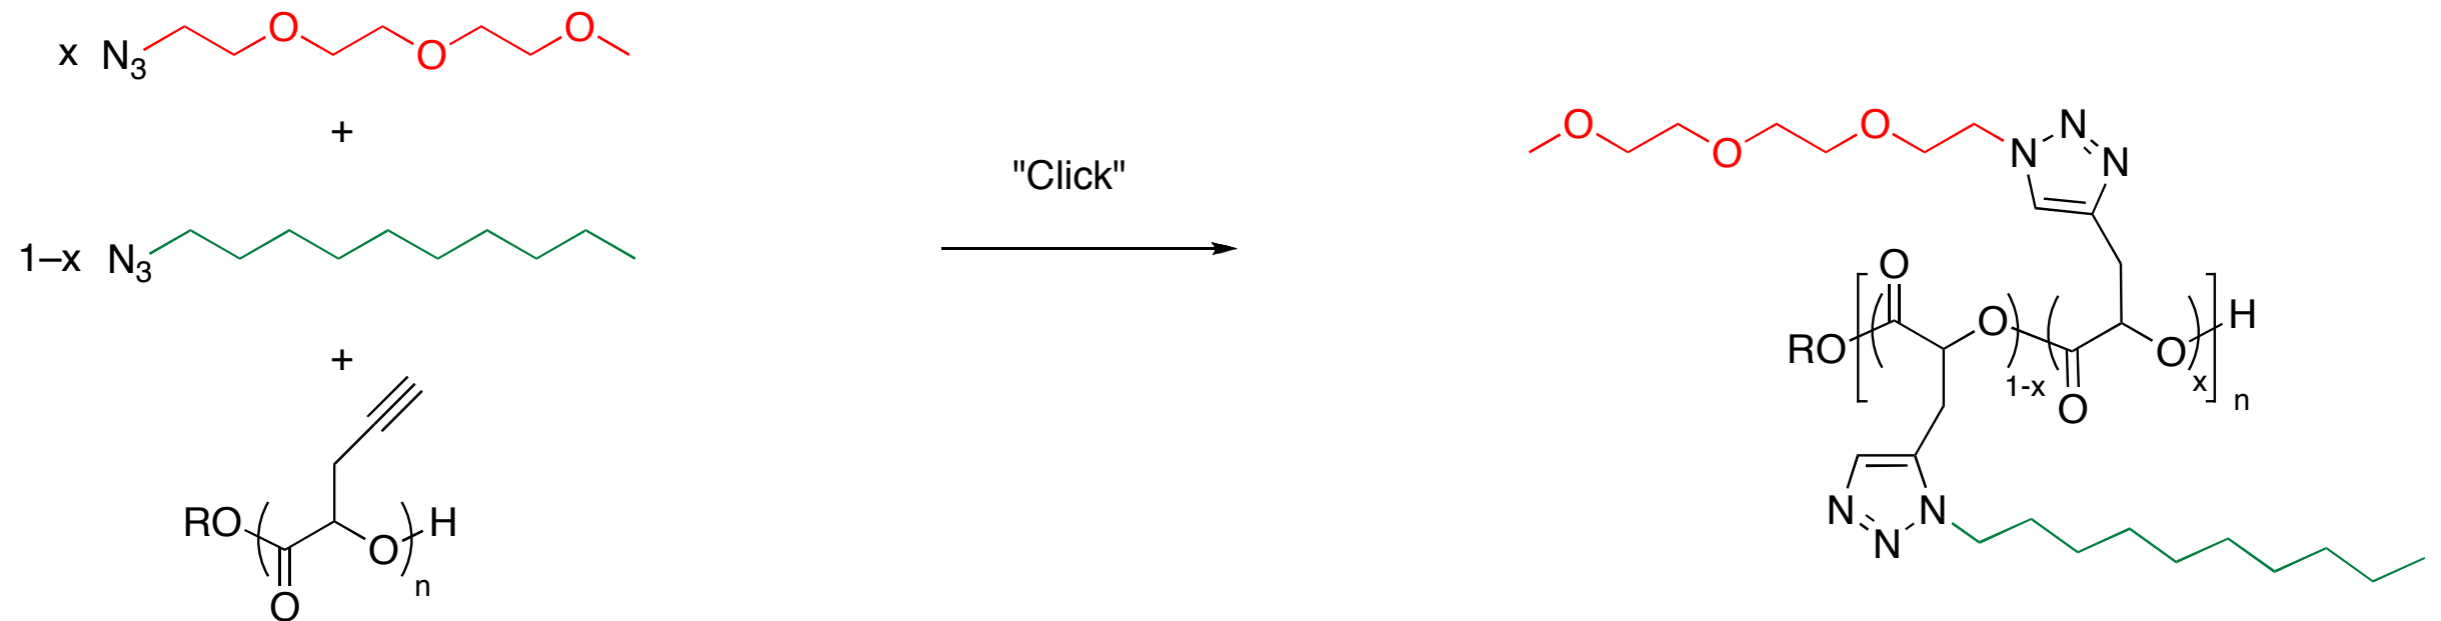 x N3 O O O
+
1–x N3
+
RO ( O ) H
n
O
"Click"
O O O N N N
O
RO [ ( O ) ( O ) ] H
1-x x n
O
N N N